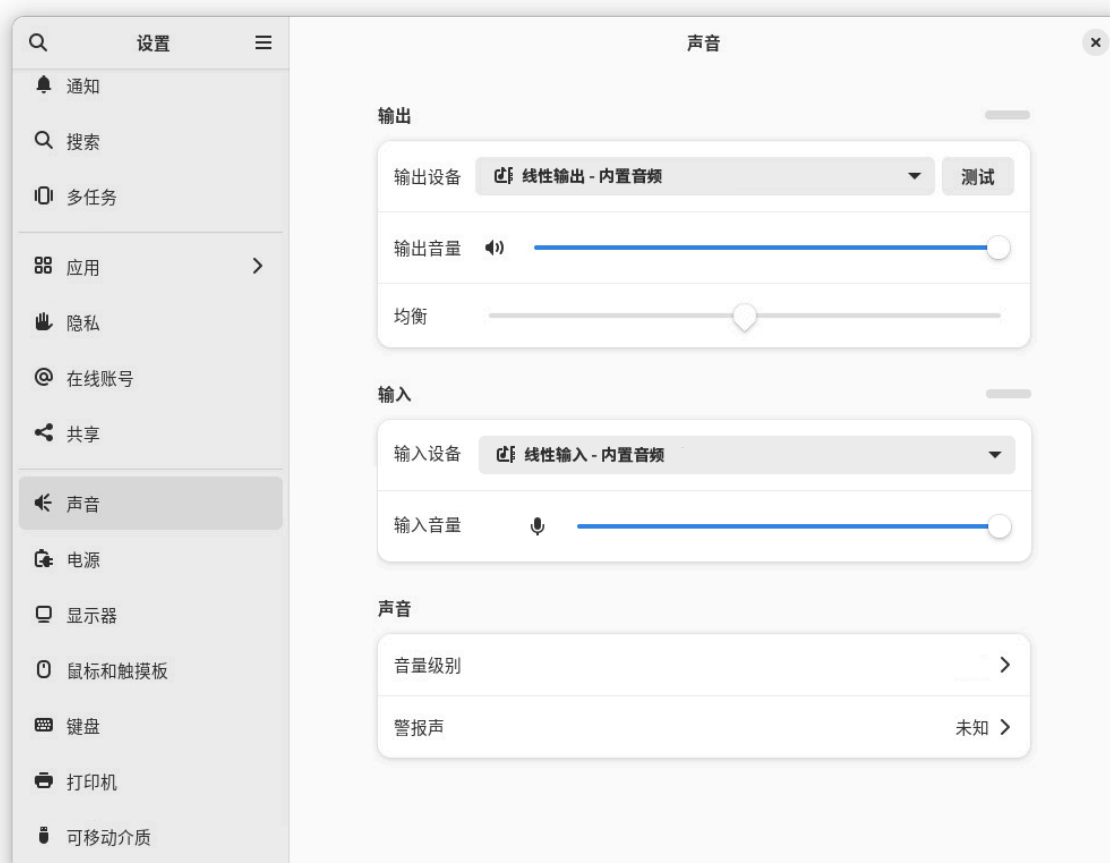 设置
通知
搜索
多任务
应用
隐私
在线账号
共享
声音
电源
显示器
鼠标和触摸板
键盘
打印机
可移动介质
声音
输出
输出设备 线性输出 - 内置音频 测试
输出音量
均衡
输入
输入设备 线性输入 - 内置音频
输入音量
声音
音量级别
警报声 未知